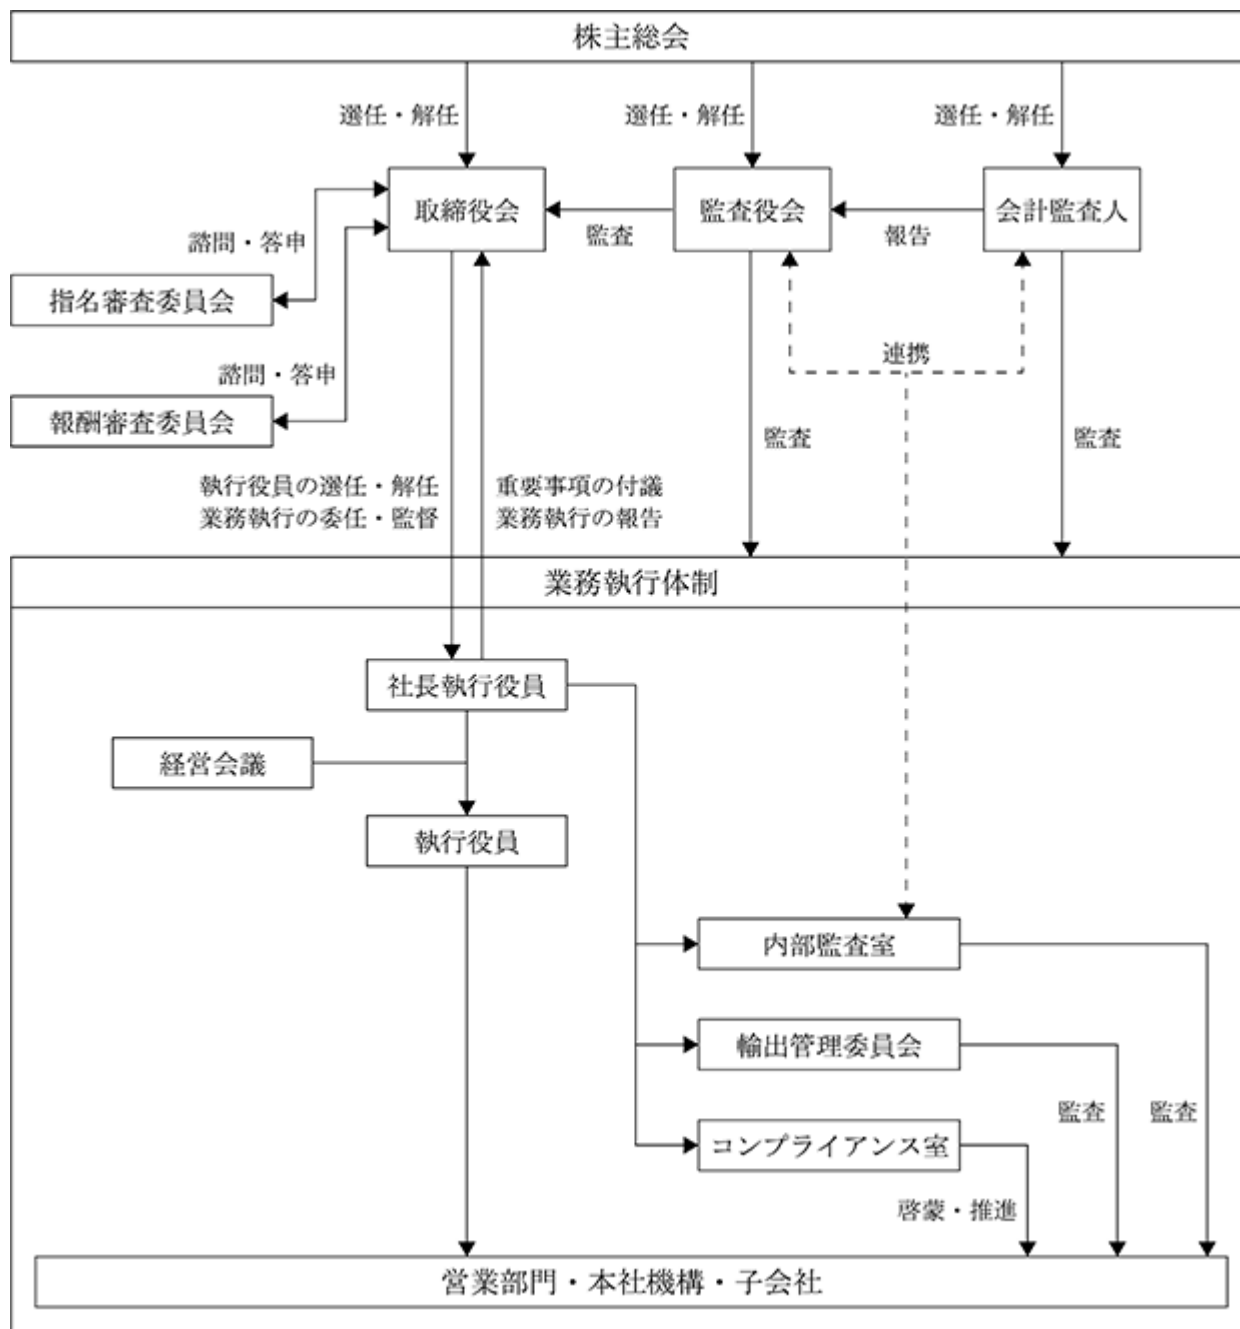 株主総会
選任・解任
選任・解任
選任・解任
取締役会
監査役会
会計監査人
監査
報告
諮問・答申
指名審査委員会
連携
諮問・答申
報酬審査委員会
監査
監査
執行役員の選任・解任
業務執行の委任・監督
重要事項の付議
業務執行の報告
業務執行体制
社長執行役員
経営会議
執行役員
内部監査室
輸出管理委員会
監査
監査
コンプライアンス室
啓蒙・推進
営業部門・本社機構・子会社